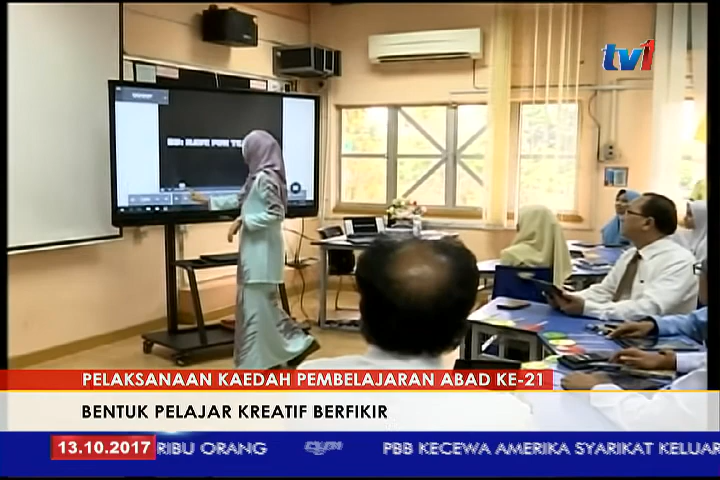 tv1
PELAKSANAAN KAEDAH PEMBELAJARAN ABAD KE-21
BENTUK PELAJAR KREATIF BERFIKIR
13.10.2017 RIBU ORANG PBB KECEWA AMERIKA SYARIKAT KELUAR